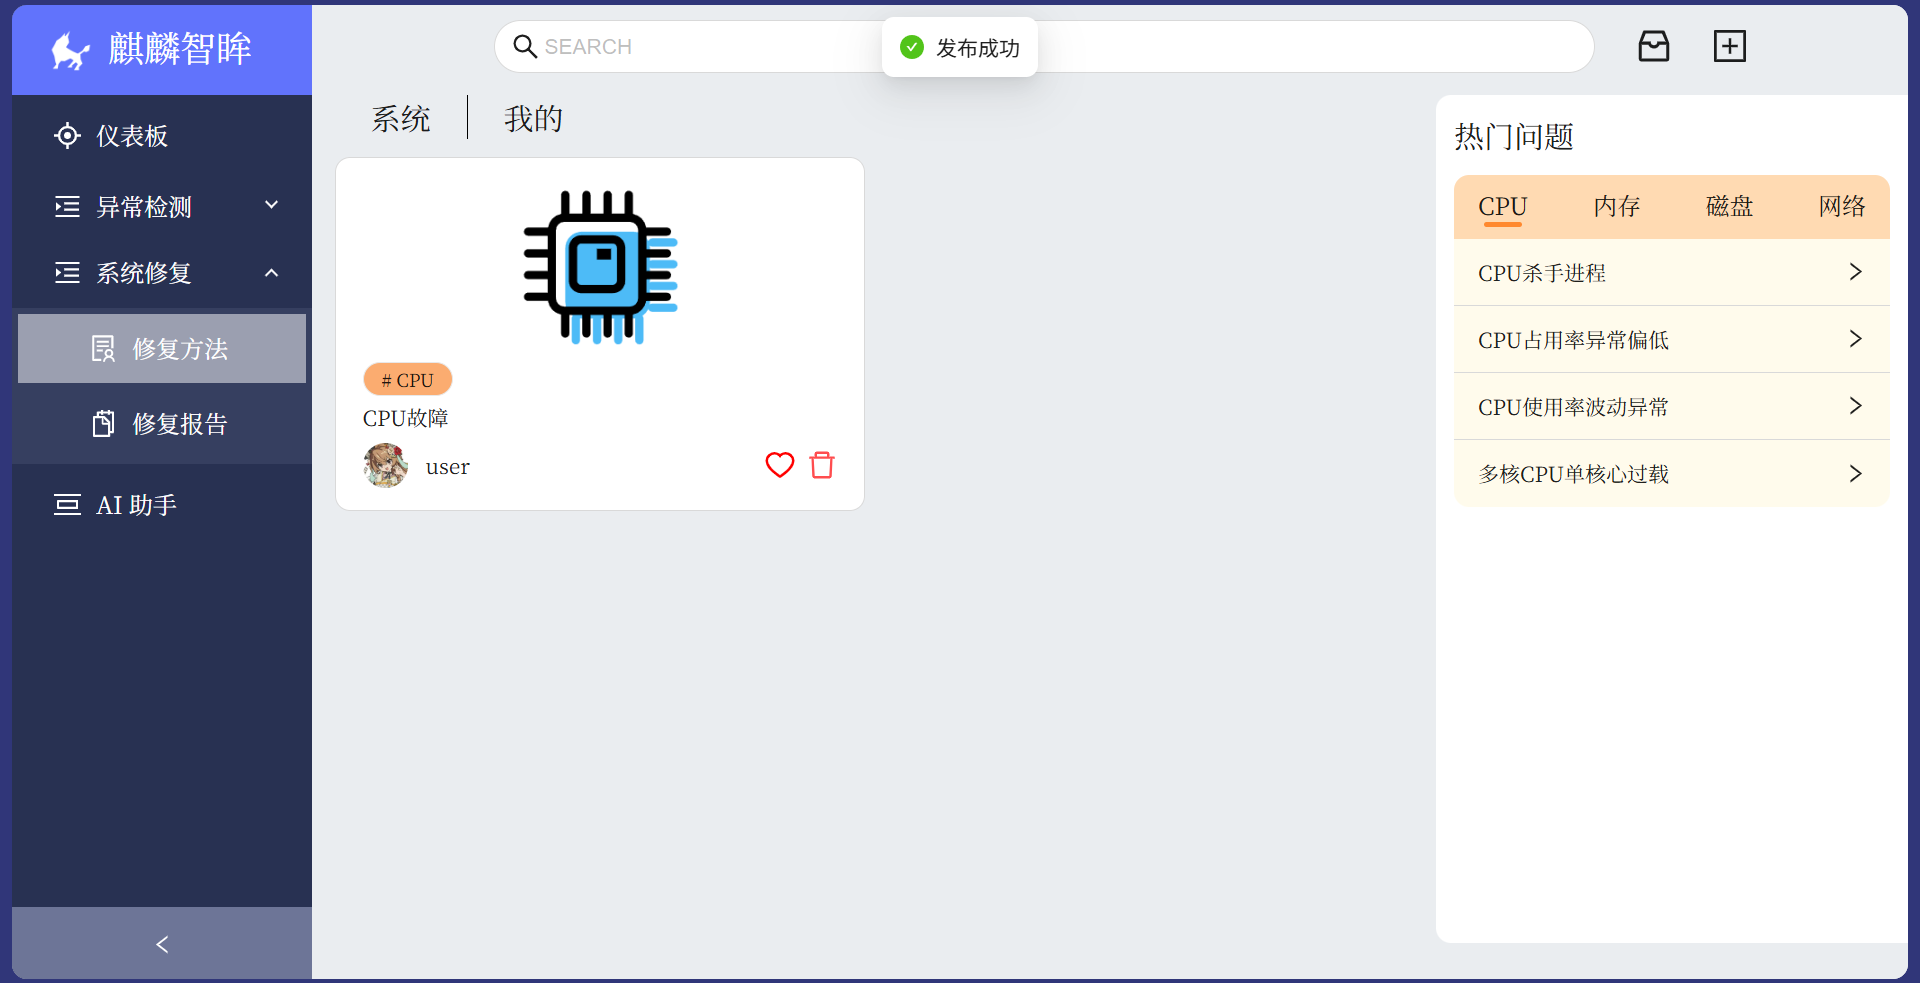 麒麟智眸
仪表板
异常检测
系统修复
修复方法
修复报告
AI 助手
SEARCH
发布成功
系统
我的
# CPU
CPU故障
user
热门问题
CPU 内存 磁盘 网络
CPU杀手进程
CPU占用率异常偏低
CPU使用率波动异常
多核CPU单核心过载